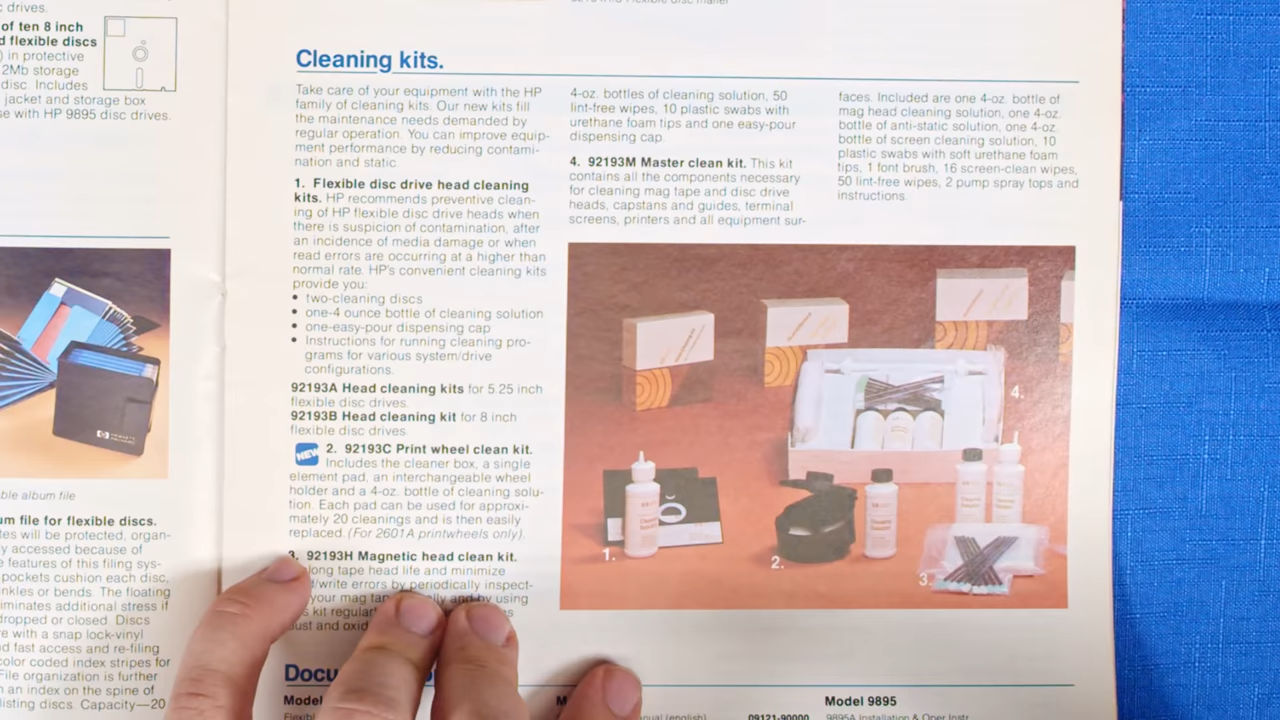 c drives.
of ten 8 inch
d flexible discs
) in protective
2Mb storage
disc. Includes
jacket and storage box
se with HP 9895 disc drives.
ble album file
um file for flexible discs.
tes will be protected, organ-
y accessed because of
e features of this filing sys-
pockets cushion each disc,
nkles or bends. The floating
iminates additional stress if
dropped or closed. Discs
re with a snap lock-vinyl
d fast access and re-filing
color coded index stripes for
File organization is further
h an index on the spine of
listing discs. Capacity—20
Cleaning kits.
Take care of your equipment with the HP
family of cleaning kits. Our new kits fill
the maintenance needs demanded by
regular operation. You can improve equip-
ment performance by reducing contami-
nation and static.
1. Flexible disc drive head cleaning
kits. HP recommends preventive clean-
ing of HP flexible disc drive heads when
there is suspicion of contamination, after
an incidence of media damage or when
read errors are occurring at a higher than
normal rate. HP's convenient cleaning kits
provide you:
• two-cleaning discs
• one-4 ounce bottle of cleaning solution
• one-easy-pour dispensing cap
• Instructions for running cleaning pro-
grams for various system/drive
configurations.
92193A Head cleaning kits for 5.25 inch
flexible disc drives.
92193B Head cleaning kit for 8 inch
flexible disc drives.
NEW 2. 92193C Print wheel clean kit.
Includes the cleaner box, a single
element pad, an interchangeable wheel
holder and a 4-oz. bottle of cleaning solu-
tion. Each pad can be used for approxi-
mately 20 cleanings and is then easily
replaced. (For 2601A printwheels only).
3. 92193H Magnetic head clean kit.
long tape head life and minimize
d/write errors by periodically inspect-
your mag tap and by using
s kit regular es
dust and oxid
4-oz. bottles of cleaning solution, 50
lint-free wipes, 10 plastic swabs with
urethane foam tips and one easy-pour
dispensing cap.
4. 92193M Master clean kit. This kit
contains all the components necessary
for cleaning mag tape and disc drive
heads, capstans and guides, terminal
screens, printers and all equipment sur-
faces. Included are one 4-oz. bottle of
mag head cleaning solution, one 4-oz.
bottle of anti-static solution, one 4-oz.
bottle of screen cleaning solution, 10
plastic swabs with soft urethane foam
tips, 1 font brush, 16 screen-clean wipes,
50 lint-free wipes, 2 pump spray tops and
instructions.
1.
2.
3.
4.
Docu
Model
Flexibl
M
nual (english) 09121-90000
Model 9895
9895A Installation & Oper Instr